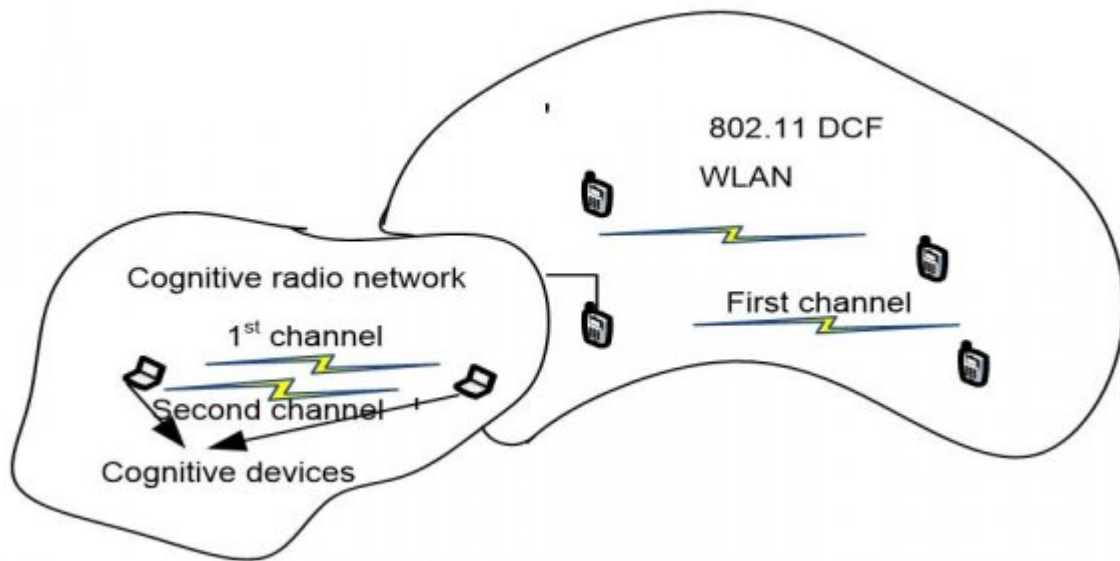 802.11 DCF
WLAN
Cognitive radio network
First channel
1st channel
Second channel
Cognitive devices